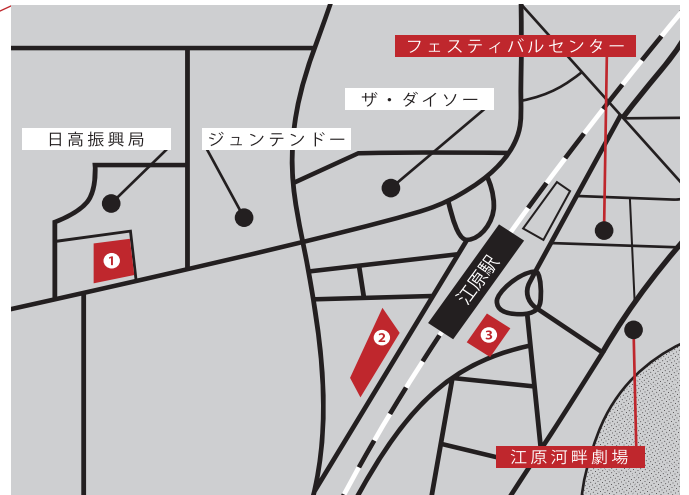 フェスティバルセンター
ザ・ダイソー
日高振興局
ジュンテンドー
1
江原駅
2
3
江原河畔劇場